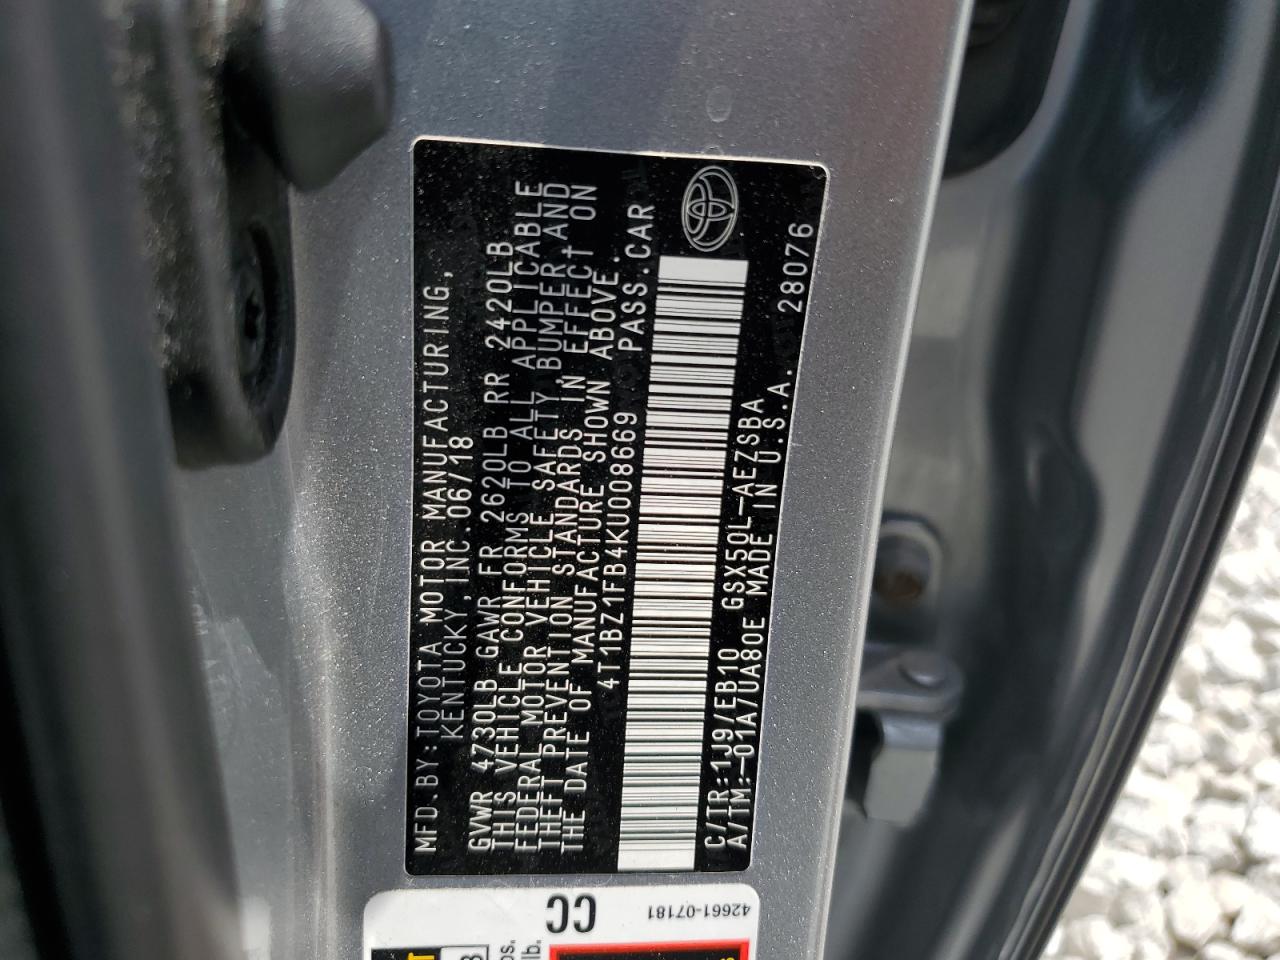 MFD.BY:TOYOTA MOTOR MANUFACTURING,
KENTUCKY, INC. 06/18
GVWR 4730LB GAWR FR 2620LB RR 2420LB
THIS VEHICLE CONFORMS TO ALL APPLICABLE
FEDERAL MOTOR VEHICLE SAFETY, BUMPER, AND
THEFT PREVENTION STANDARDS IN EFFECT ON
THE DATE OF MANUFACTURE SHOWN ABOVE.
4T1BZ1FB4KU008669 PASS.CAR
C/TR:1J9/EB10 GSX50L-AEZSBA
A/TM:-01A/UA80E MADE IN U.S.A. 28076
CC
42661-07181
lb.